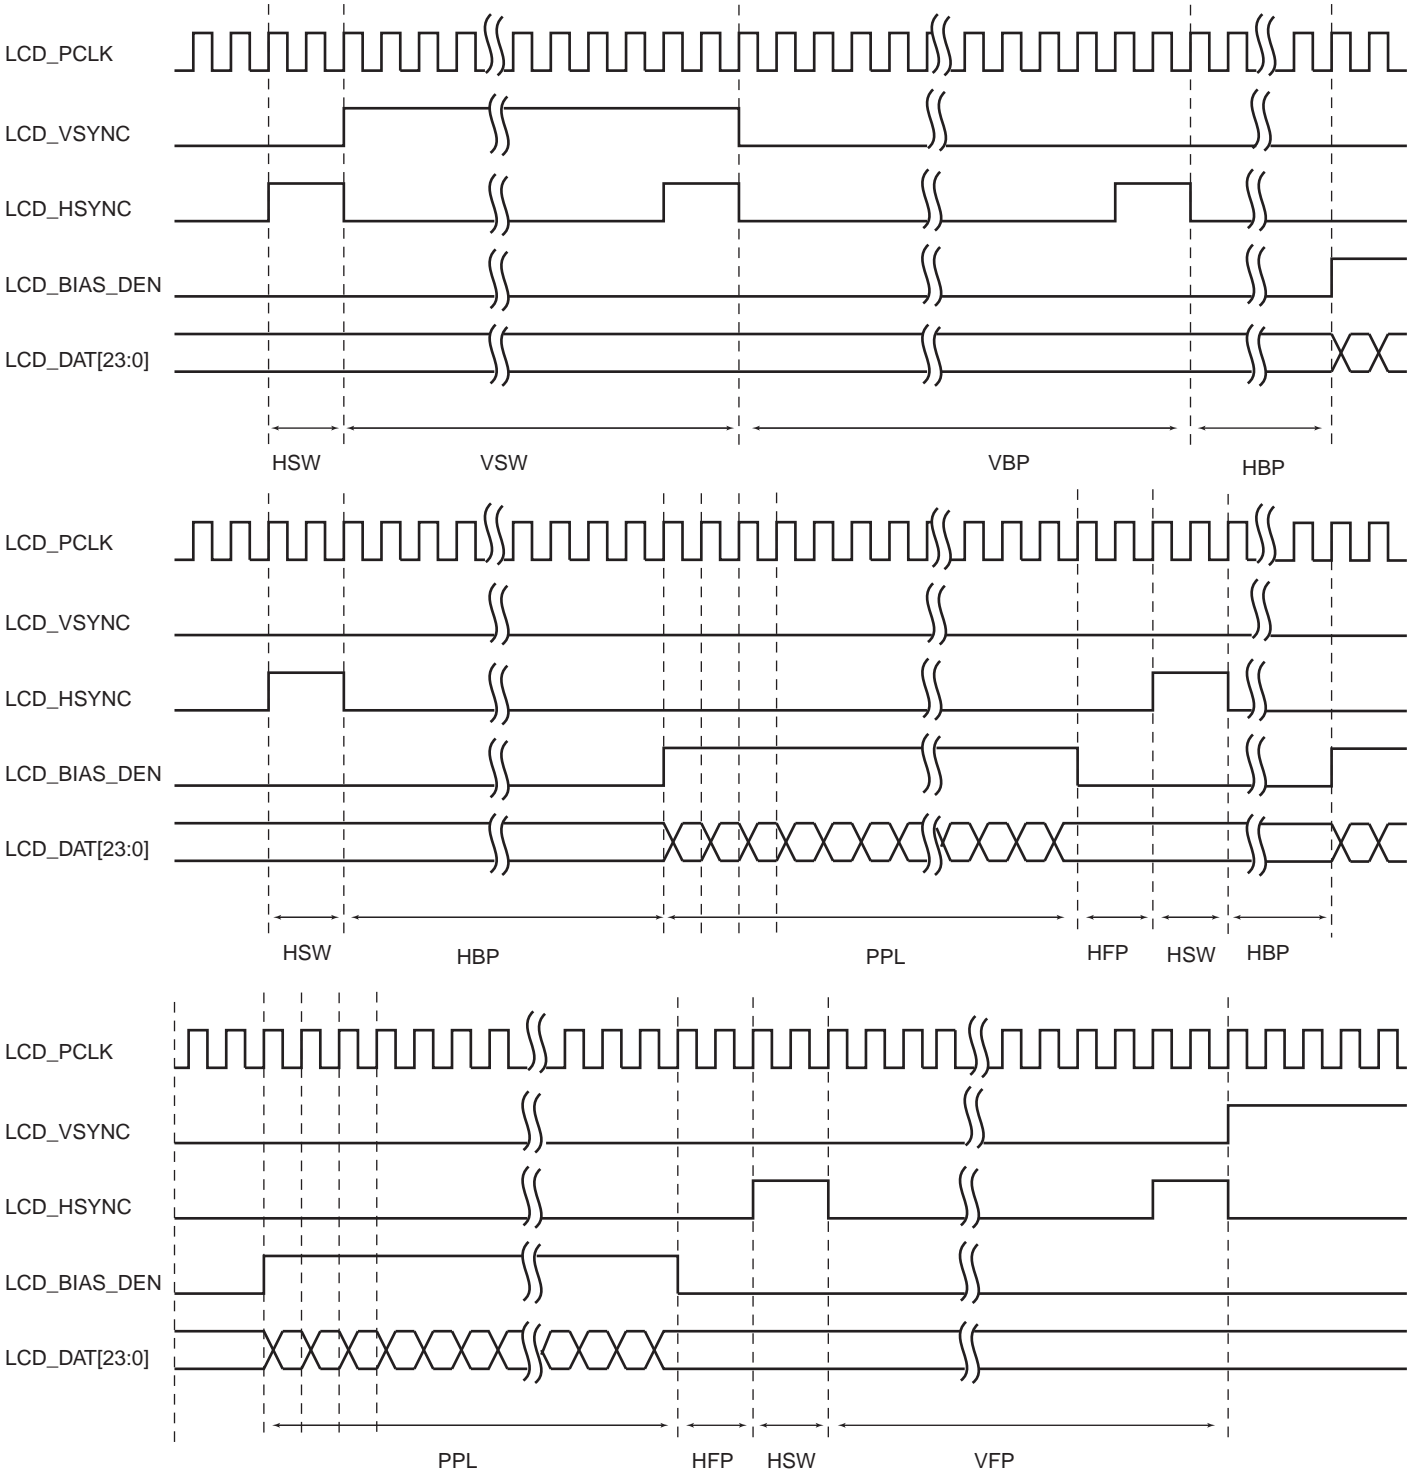 LCD_PCLK
LCD_VSYNC
LCD_HSYNC
LCD_BIAS_DEN
LCD_DAT[23:0]
HSW VSW VBP HBP
LCD_PCLK
LCD_VSYNC
LCD_HSYNC
LCD_BIAS_DEN
LCD_DAT[23:0]
HSW HBP PPL HFP HSW HBP
LCD_PCLK
LCD_VSYNC
LCD_HSYNC
LCD_BIAS_DEN
LCD_DAT[23:0]
PPL HFP HSW VFP